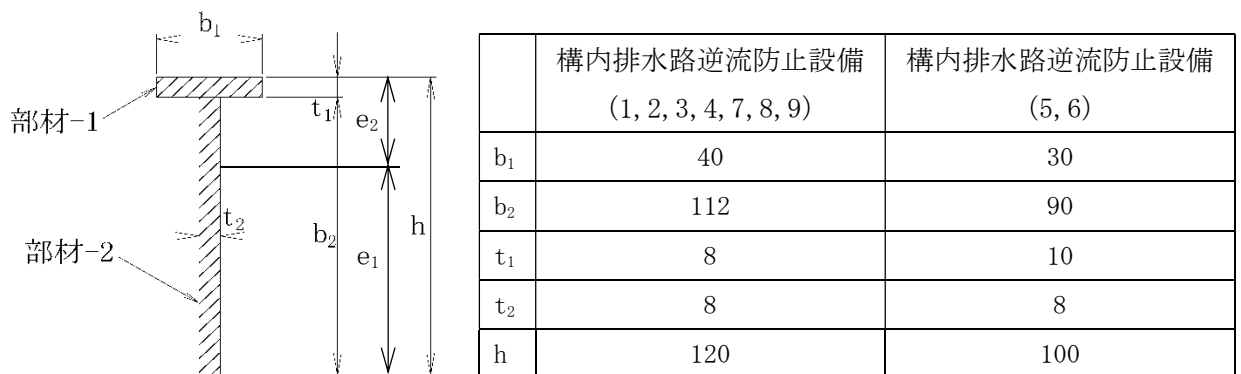 b₁
部材-1
t₁
e₂
t₂
b₂
h
e₁
部材-2
構内排水路逆流防止設備 構内排水路逆流防止設備
(1, 2, 3, 4, 7, 8, 9) (5, 6)
b₁ 40 30
b₂ 112 90
t₁ 8 10
t₂ 8 8
h 120 100